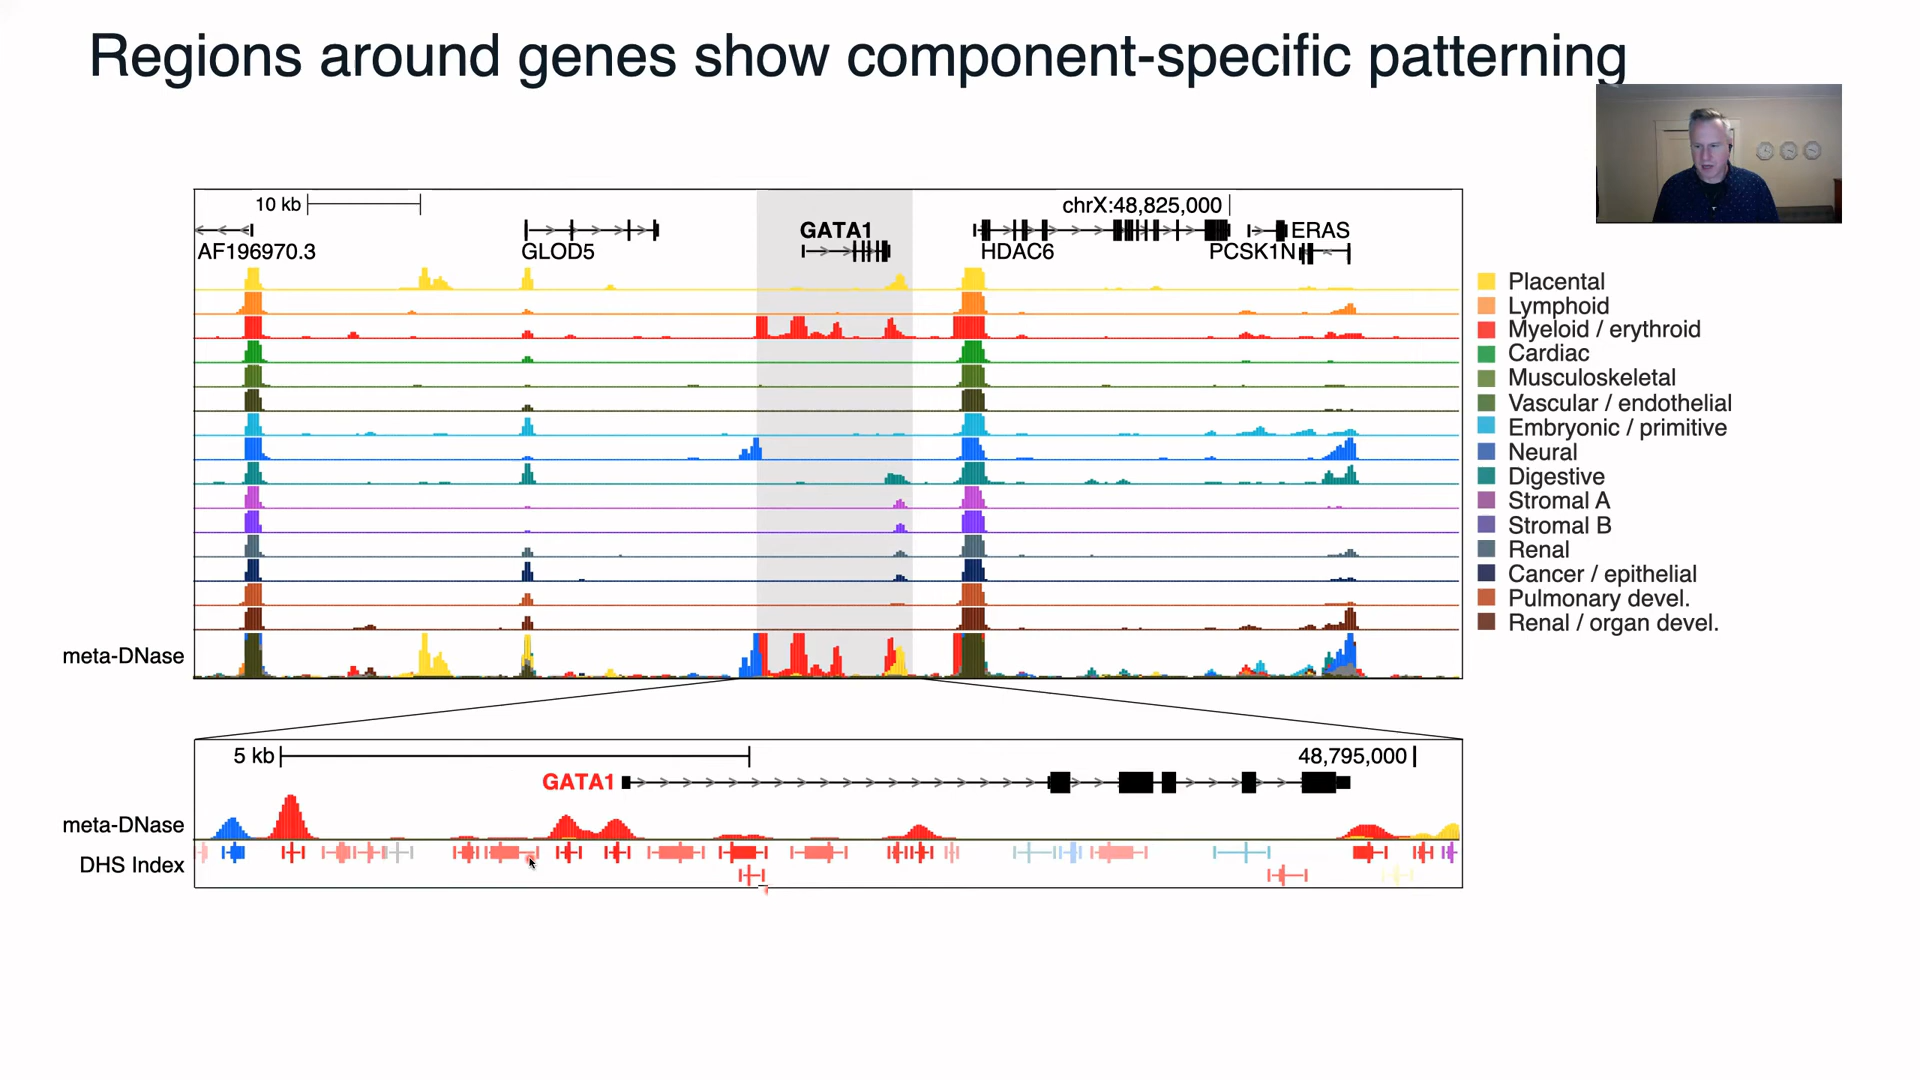 Regions around genes show component-specific patterning
10 kb
chrX:48,825,000
GATA1
ERAS
AF196970.3
GLOD5
HDAC6
PCSK1N
Placental
Lymphoid
Myeloid / erythroid
Cardiac
Musculoskeletal
Vascular / endothelial
Embryonic / primitive
Neural
Digestive
Stromal A
Stromal B
Renal
Cancer / epithelial
Pulmonary devel.
Renal / organ devel.
meta-DNase
5 kb
48,795,000
GATA1
meta-DNase
DHS Index